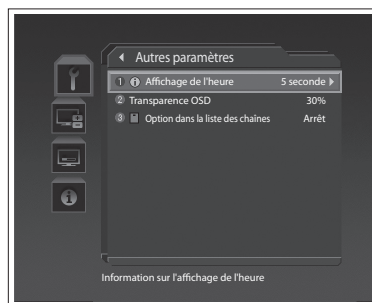 Autres paramètres
1 Affichage de l'heure 5 seconde
2 Transparence OSD 30%
3 Option dans la liste des chaînes Arrêt
Information sur l'affichage de l'heure